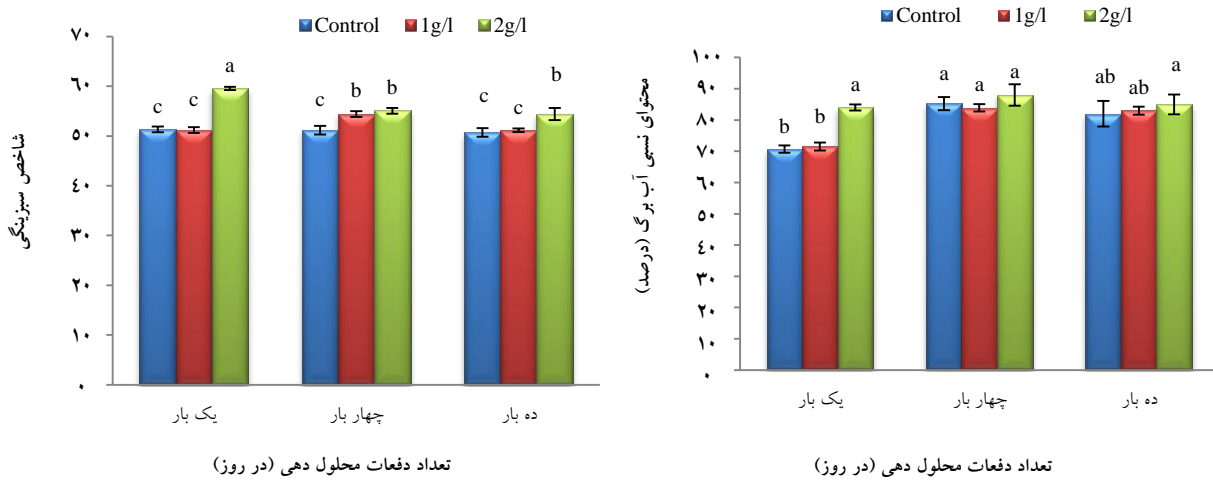 Control 1g/l 2g/l
۷۰
۶۰
۵۰
۴۰
۳۰
۲۰
۱۰
۰
شاخص سبزینگی
c c a
c b b
c c b
یک بار چهار بار ده بار
تعداد دفعات محلول دهی (در روز)
Control 1g/l 2g/l
۱۰۰
۹۰
۸۰
۷۰
۶۰
۵۰
۴۰
۳۰
۲۰
۱۰
۰
محتوای نسبی آب برگ (درصد)
b b a
a a a
ab ab a
یک بار چهار بار ده بار
تعداد دفعات محلول دهی (در روز)